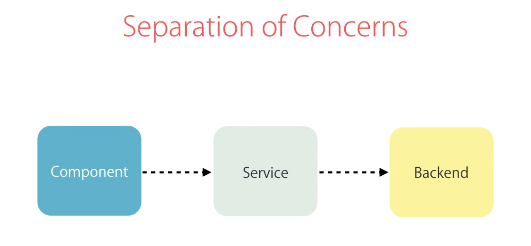 Separation of Concerns
Component
Service
Backend